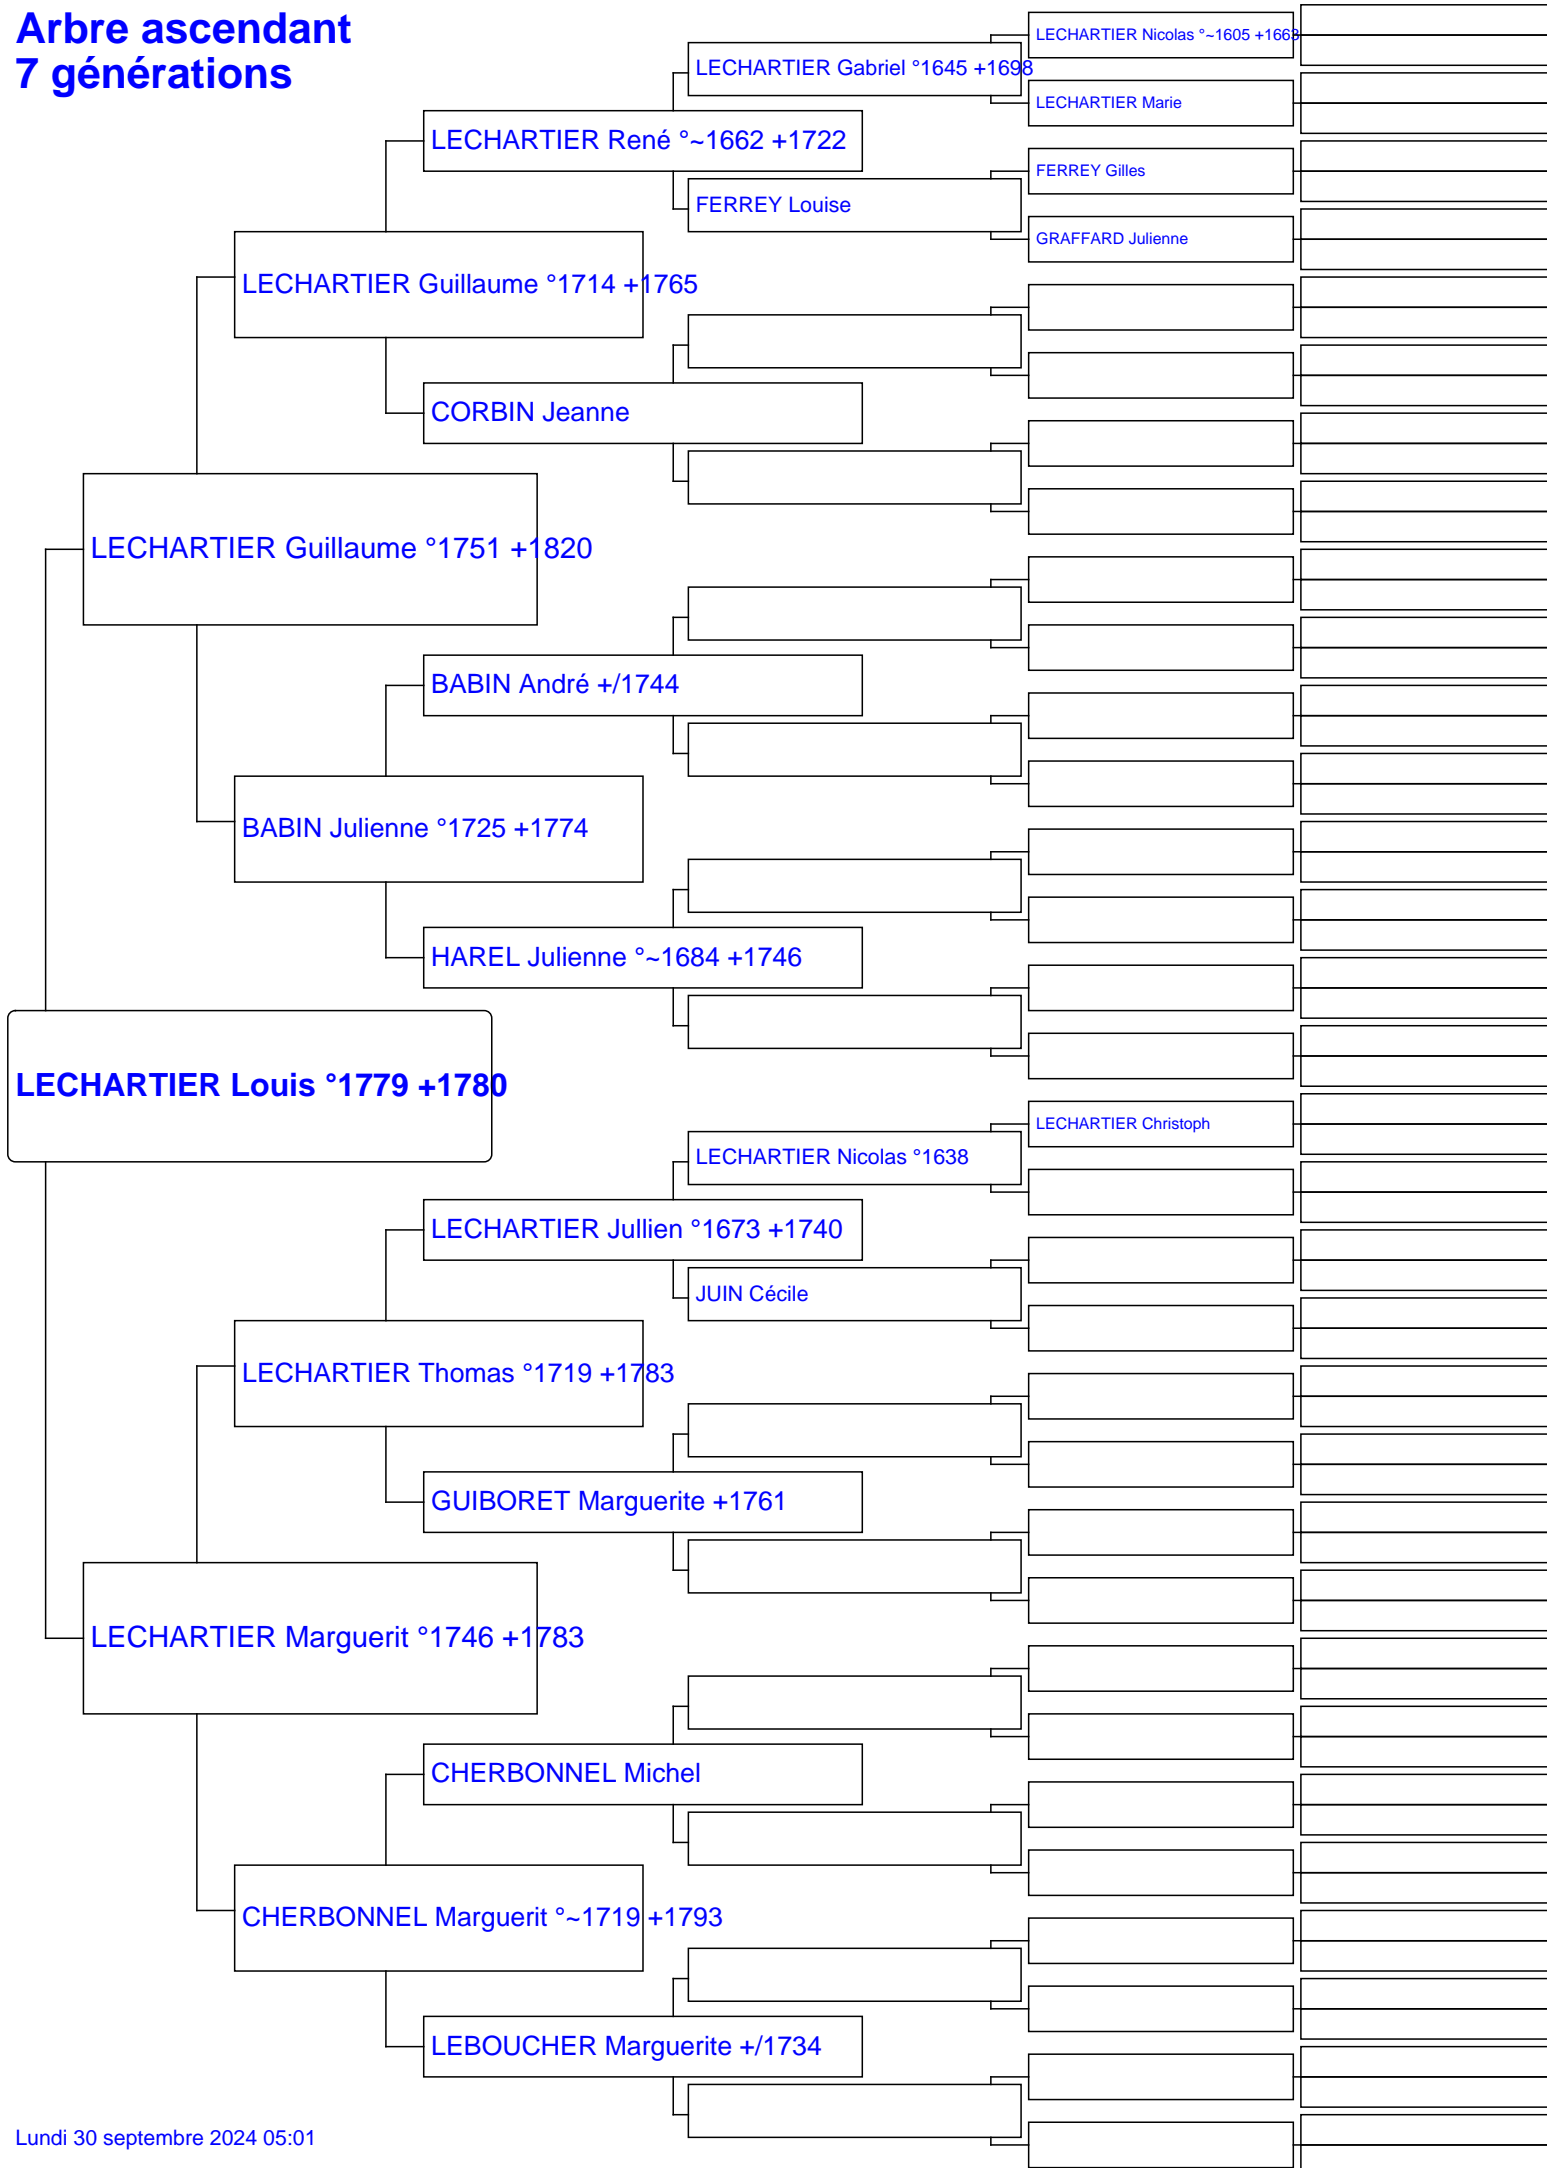 Arbre ascendant
7 générations
LECHARTIER Nicolas °~1605 +1663
LECHARTIER Gabriel °1645 +1698
LECHARTIER Marie
LECHARTIER René °~1662 +1722
FERREY Gilles
FERREY Louise
GRAFFARD Julienne
LECHARTIER Guillaume °1714 +1765
CORBIN Jeanne
LECHARTIER Guillaume °1751 +1820
BABIN André +/1744
BABIN Julienne °1725 +1774
HAREL Julienne °~1684 +1746
LECHARTIER Louis °1779 +1780
LECHARTIER Christoph
LECHARTIER Nicolas °1638
LECHARTIER Jullien °1673 +1740
JUIN Cécile
LECHARTIER Thomas °1719 +1783
GUIBORET Marguerite +1761
LECHARTIER Marguerit °1746 +1783
CHERBONNEL Michel
CHERBONNEL Marguerit °~1719 +1793
LEBOUCHER Marguerite +/1734
Lundi 30 septembre 2024 05:01